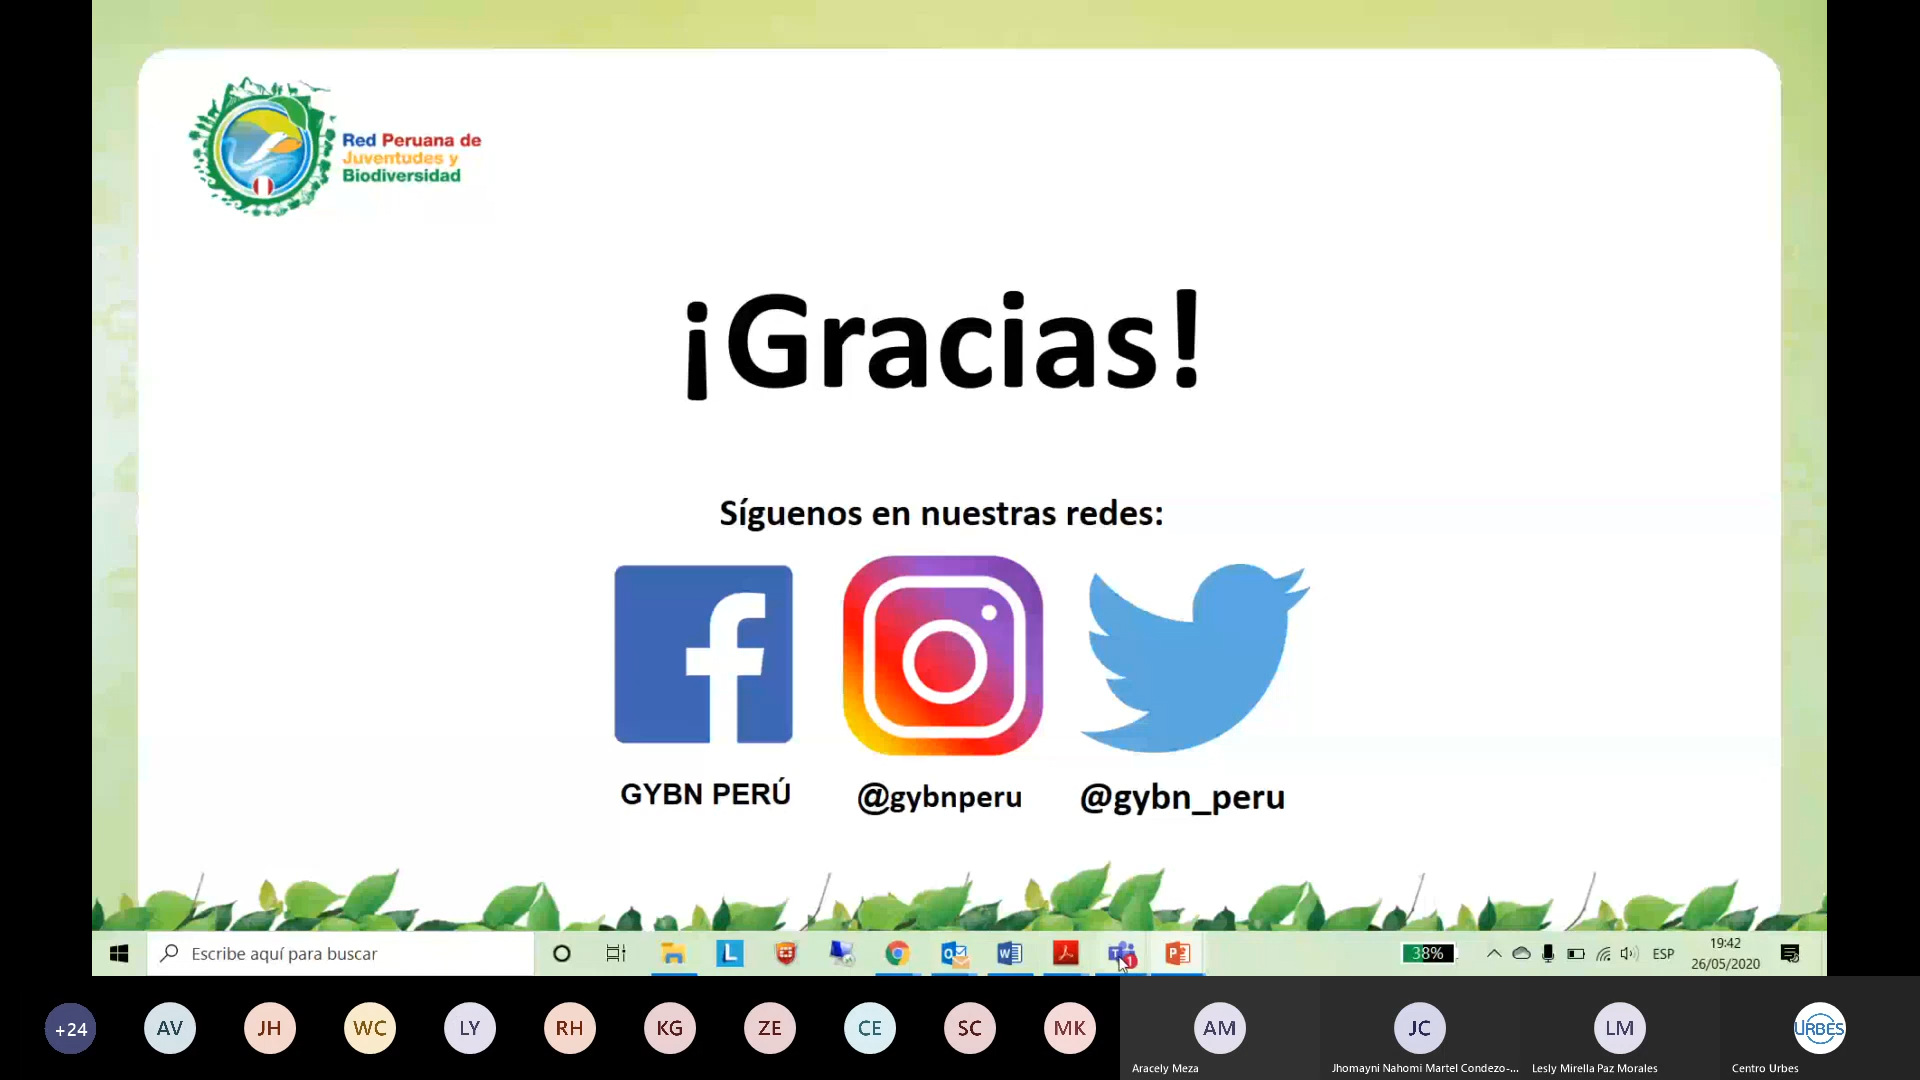 Red Peruana de
Juventudes y
Biodiversidad
¡Gracias!
Síguenos en nuestras redes:
GYBN PERÚ
@gybnperu
@gybn_peru
Escribe aquí para buscar
38%
ESP
19:42
26/05/2020
+24
AV
JH
WC
LY
RH
KG
ZE
CE
SC
MK
AM
Aracely Meza
JC
Jhomayni Nahomi Martel Condezo-...
LM
Lesly Mirella Paz Morales
URBES
Centro Urbes